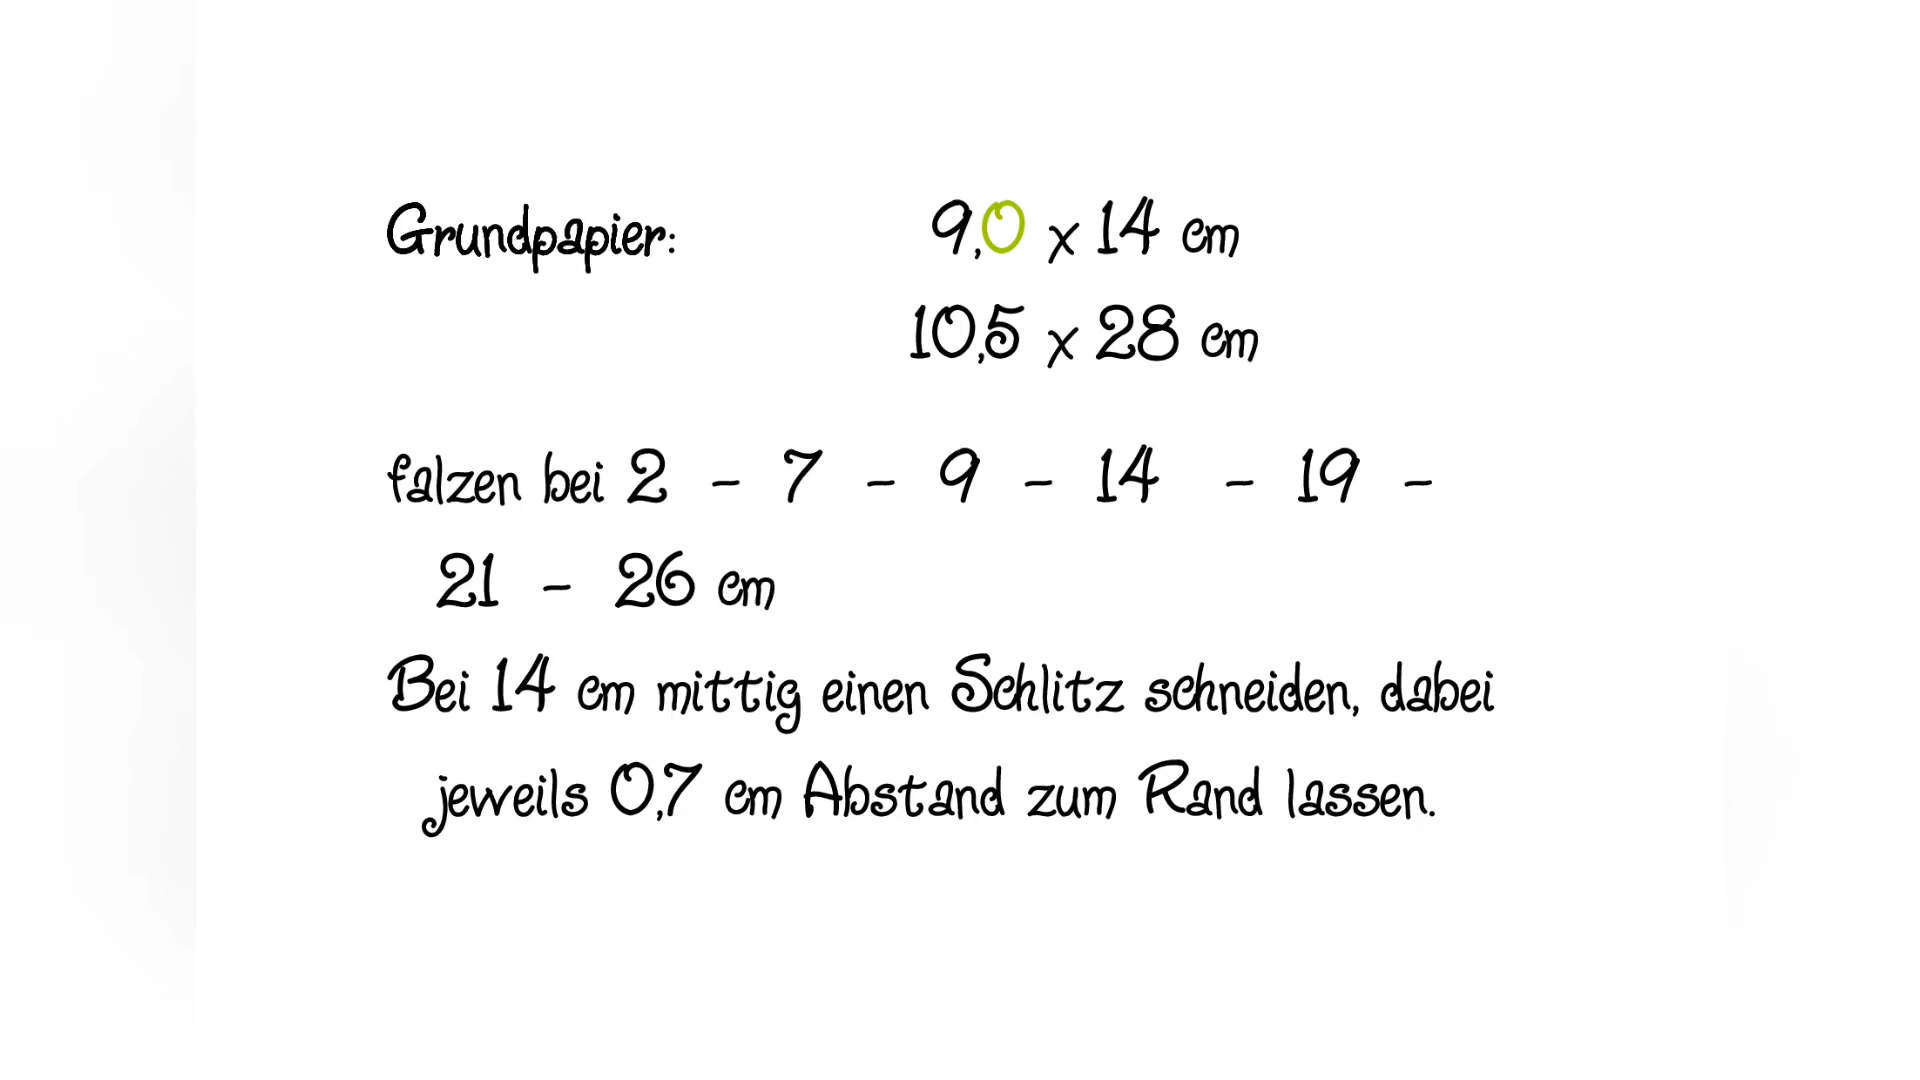 Grundpapier: 9,0 x 14 cm
10,5 x 28 cm
falzen bei 2 - 7 - 9 - 14 - 19 -
21 - 26 cm
Bei 14 cm mittig einen Schlitz schneiden, dabei
jeweils 0,7 cm Abstand zum Rand lassen.